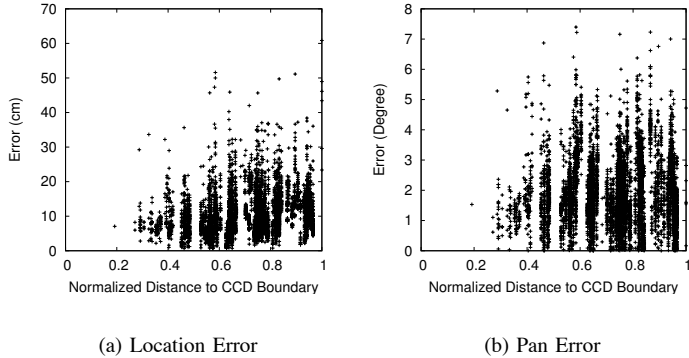 70
60
50
40
30
20
10
0
Error (cm)
0 0.2 0.4 0.6 0.8 1
Normalized Distance to CCD Boundary
(a) Location Error
8
7
6
5
4
3
2
1
0
Error (Degree)
0 0.2 0.4 0.6 0.8 1
Normalized Distance to CCD Boundary
(b) Pan Error